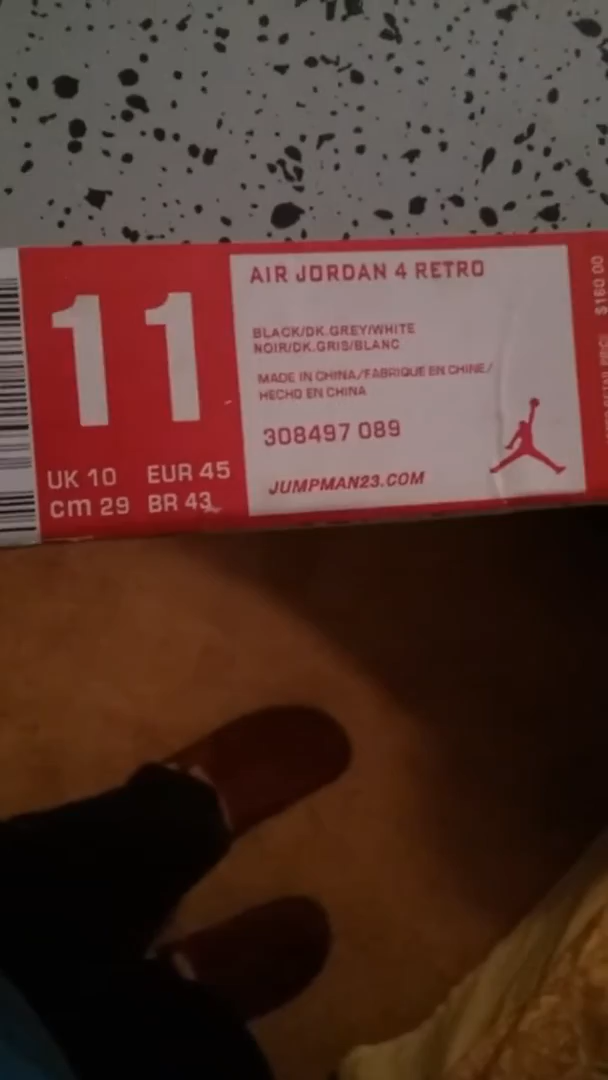 11
UK 10 EUR 45
cm 29 BR 43
AIR JORDAN 4 RETRO
BLACK/DK.GREY/WHITE
NOIR/DK.GRIS/BLANC
MADE IN CHINA/FABRIQUE EN CHINE/
HECHO EN CHINA
308497 089
JUMPMAN23.COM
$160.00